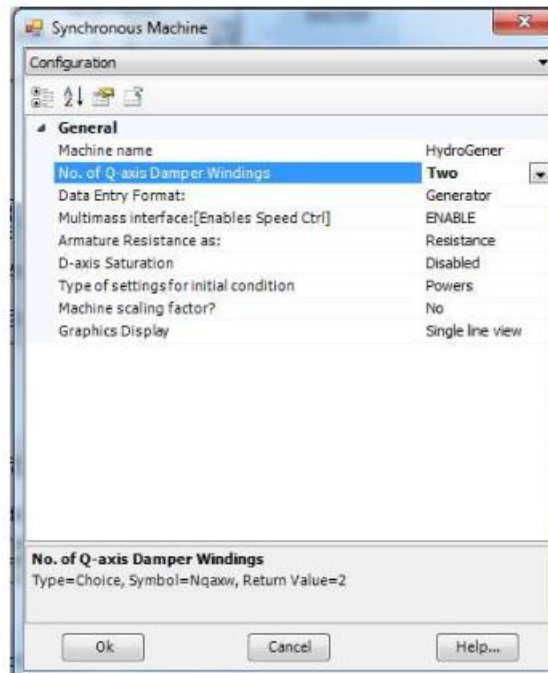 Synchronous Machine
Configuration
General
Machine name HydroGener
No. of Q-axis Damper Windings Two
Data Entry Format: Generator
Multimass interface:[Enables Speed Ctrl] ENABLE
Armature Resistance as: Resistance
D-axis Saturation Disabled
Type of settings for initial condition Powers
Machine scaling factor? No
Graphics Display Single line view
No. of Q-axis Damper Windings
Type=Choice, Symbol=Nqaxw, Return Value=2
Ok Cancel Help...